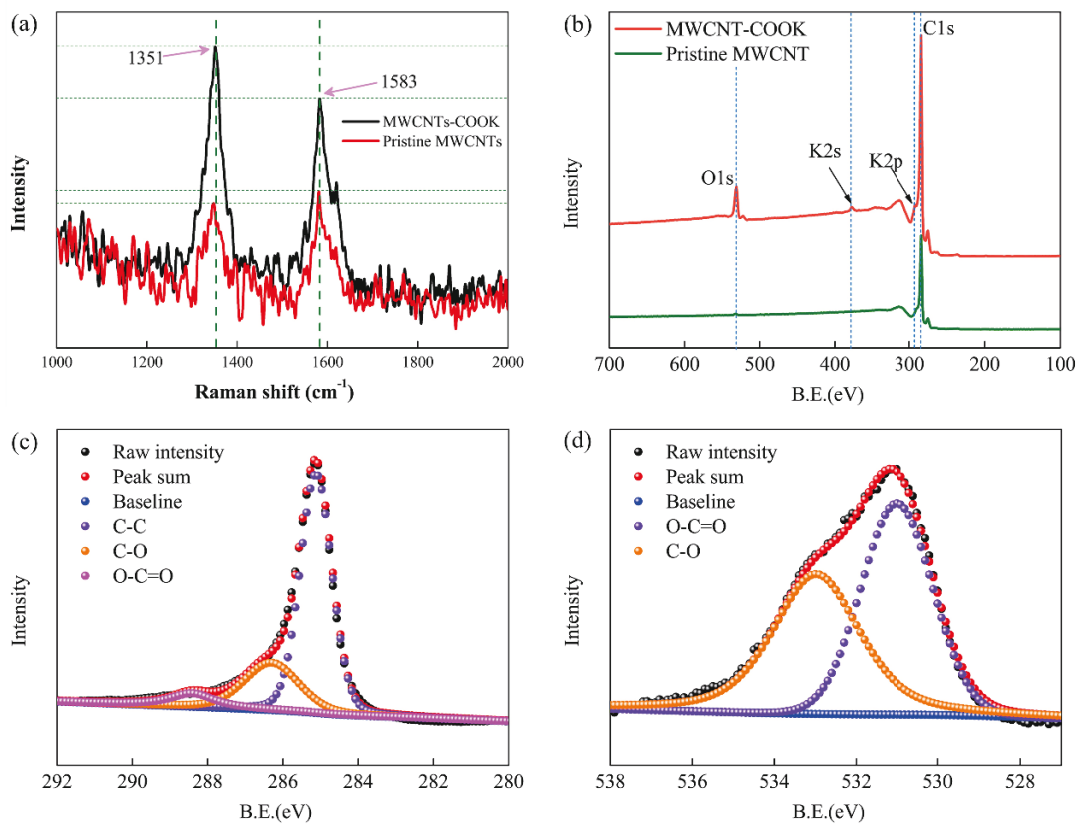 (a)
1351
1583
MWCNTs-COOK
Pristine MWCNTs
Intensity
1000 1200 1400 1600 1800 2000
Raman shift (cm⁻¹)
(b)
MWCNT-COOK
Pristine MWCNT
C1s
K2s
K2p
O1s
Intensity
700 600 500 400 300 200 100
B.E.(eV)
(c)
Raw intensity
Peak sum
Baseline
C-C
C-O
O-C=O
Intensity
292 290 288 286 284 282 280
B.E.(eV)
(d)
Raw intensity
Peak sum
Baseline
O-C=O
C-O
Intensity
538 536 534 532 530 528
B.E.(eV)